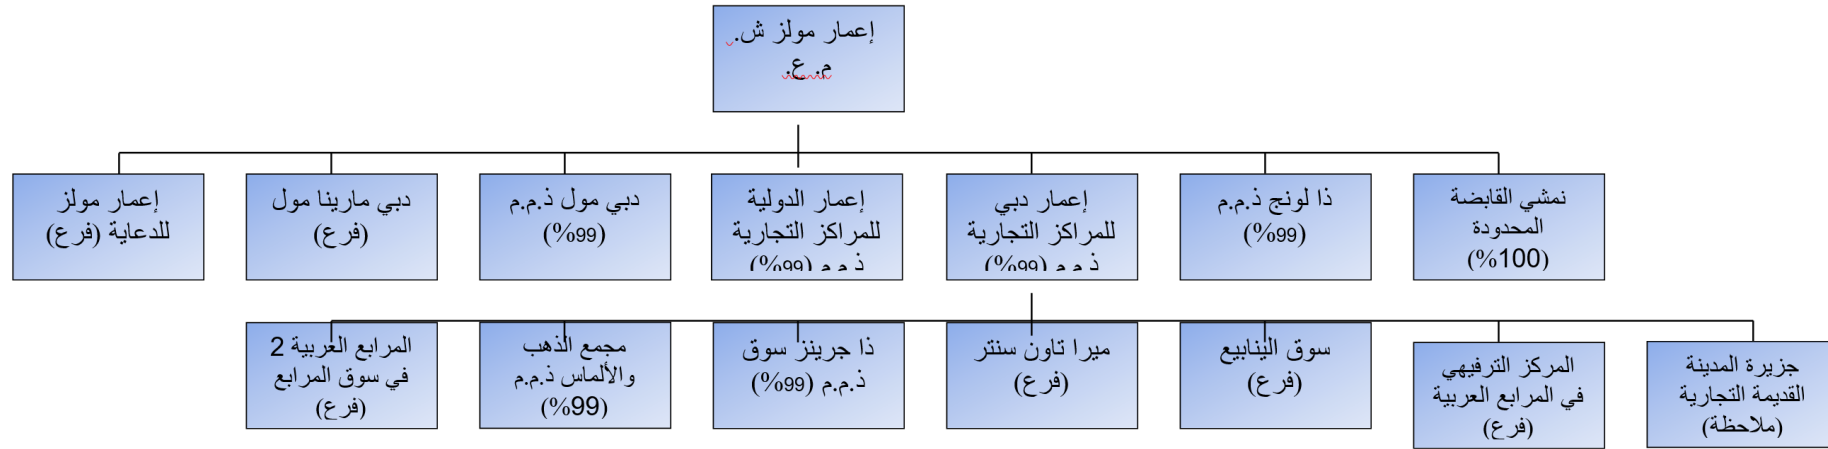 إعمار مولز ش.
م. ع.
نمشي القابضة
المحدودة
(100%)
ذا لونج ذ.م.م
(99%)
إعمار دبي
للمراكز التجارية
ذ.م.م (99%)
إعمار الدولية
للمراكز التجارية
ذ.م.م (99%)
دبي مول ذ.م.م
(99%)
دبي مارينا مول
(فرع)
إعمار مولز
للدعاية (فرع)
جزيرة المدينة
القديمة التجارية
(ملاحظة)
المركز الترفيهي
في المرابع العربية
(فرع)
سوق الينابيع
(فرع)
ميرا تاون سنتر
(فرع)
ذا جرينز سوق
ذ.م.م (99%)
مجمع الذهب
والألماس ذ.م.م
(99%)
المرابع العربية 2
في سوق المرابع
(فرع)